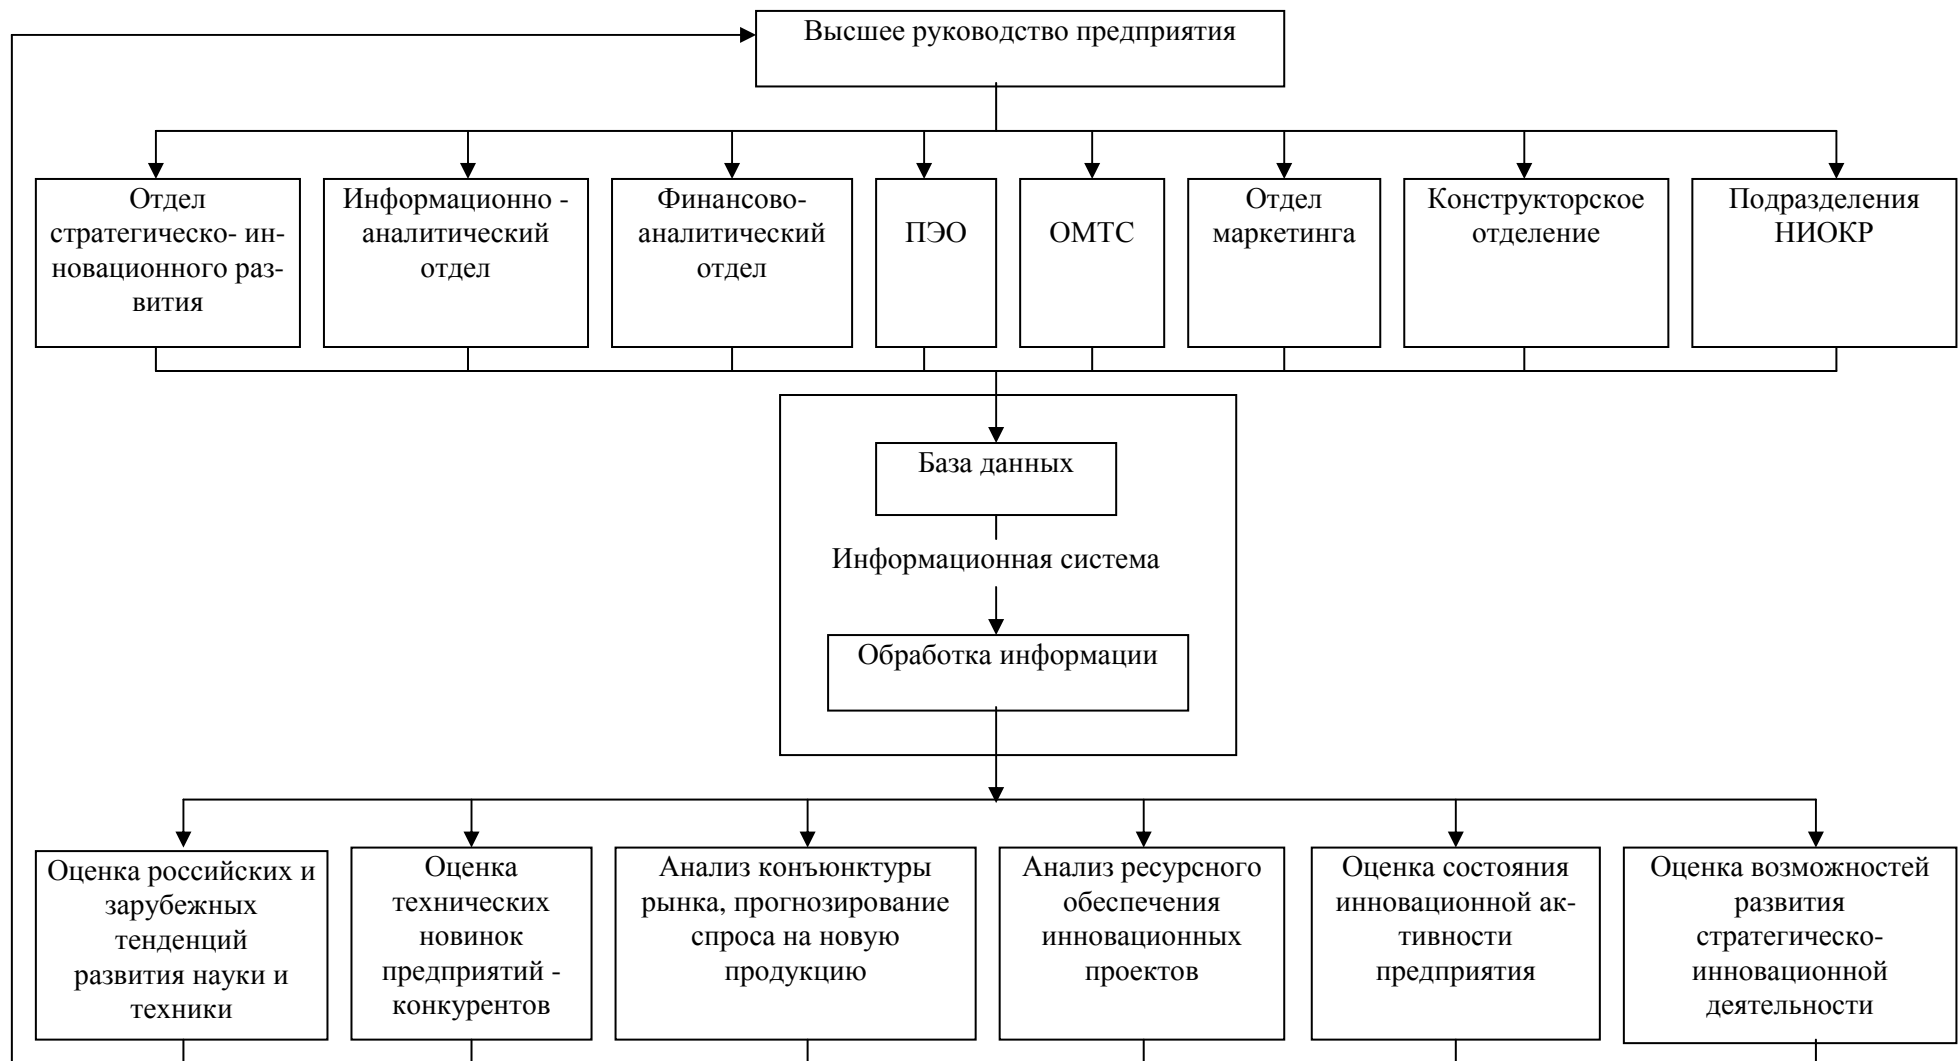 Высшее руководство предприятия
Отдел
стратегическо- ин-
новационного раз-
вития
Информационно -
аналитический
отдел
Финансово-
аналитический
отдел
ПЭО
ОМТС
Отдел
маркетинга
Конструкторское
отделение
Подразделения
НИОКР
База данных
Информационная система
Обработка информации
Оценка российских и
зарубежных
тенденций
развития науки и
техники
Оценка
технических
новинок
предприятий -
конкурентов
Анализ конъюнктуры
рынка, прогнозирование
спроса на новую
продукцию
Анализ ресурсного
обеспечения
инновационных
проектов
Оценка состояния
инновационной ак-
тивности
предприятия
Оценка возможностей
развития
стратегическо-
инновационной
деятельности